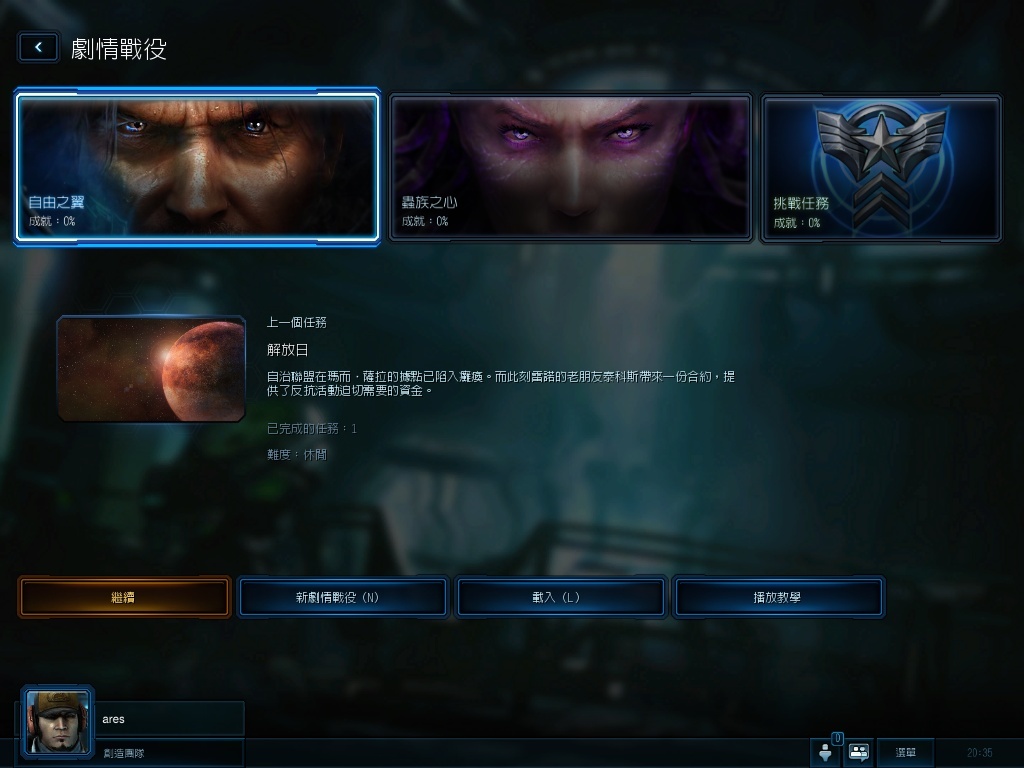 劇情戰役
自由之翼
成就：0%
蟲族之心
成就：0%
挑戰任務
成就：0%
上一個任務
解放日
自治聯盟在瑪而．薩拉的據點已陷入癱瘓。而此刻雷諾的老朋友泰科斯帶來一份合約，提
供了反抗活動迫切需要的資金。
已完成的任務：1
難度：休閒
繼續
新劇情戰役（N）
載入（L）
播放教學
ares
創造團隊
0
選單
20:35